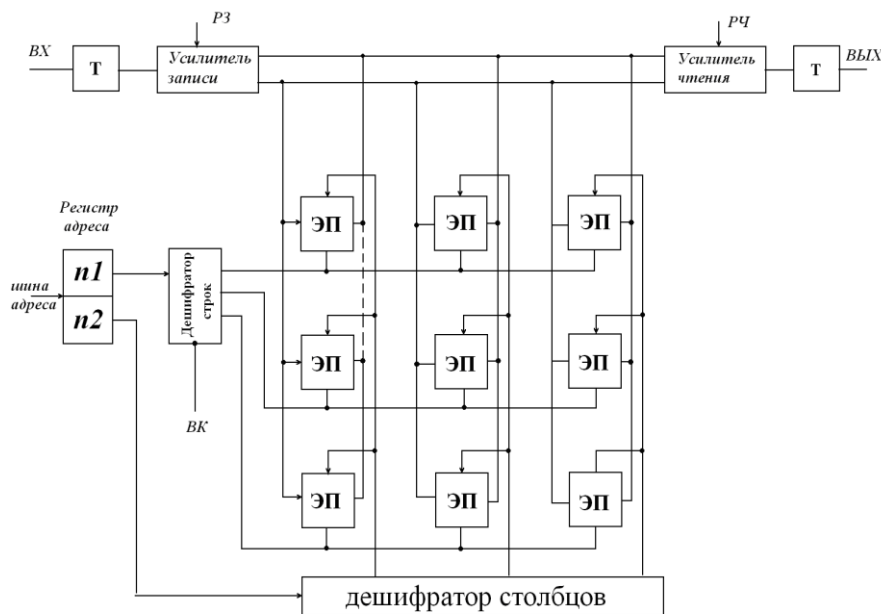 РЗ
РЧ
ВХ
Т
Усилитель
записи
Усилитель
чтения
Т
ВЫХ
ЭП
ЭП
ЭП
Регистр
адреса
шина
адреса
n1
n2
Дешифратор
строк
ЭП
ЭП
ЭП
ВК
ЭП
ЭП
ЭП
дешифратор столбцов